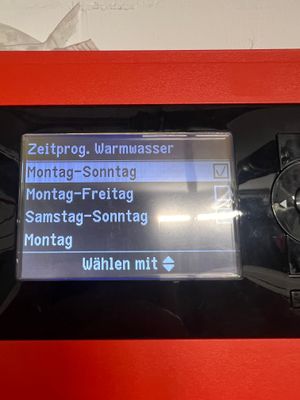 Zeitprog. Warmwasser
Montag-Sonntag
Montag-Freitag
Samstag-Sonntag
Montag
Wählen mit